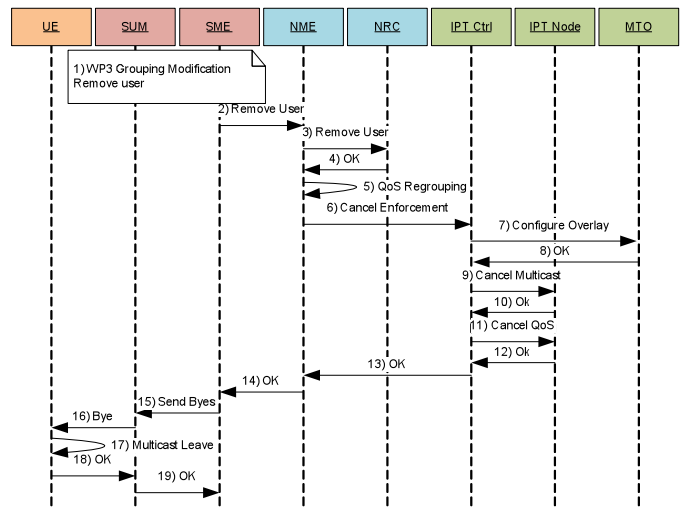 UE SUM SME NME NRC IPT Ctrl IPT Node MTO
1) WP3 Grouping Modification
Remove user
2) Remove User
3) Remove User
4) OK
5) QoS Regrouping
6) Cancel Enforcement
7) Configure Overlay
8) OK
9) Cancel Multicast
10) Ok
11) Cancel QoS
12) Ok
13) OK
14) OK
15) Send Byes
16) Bye
17) Multicast Leave
18) OK
19) OK